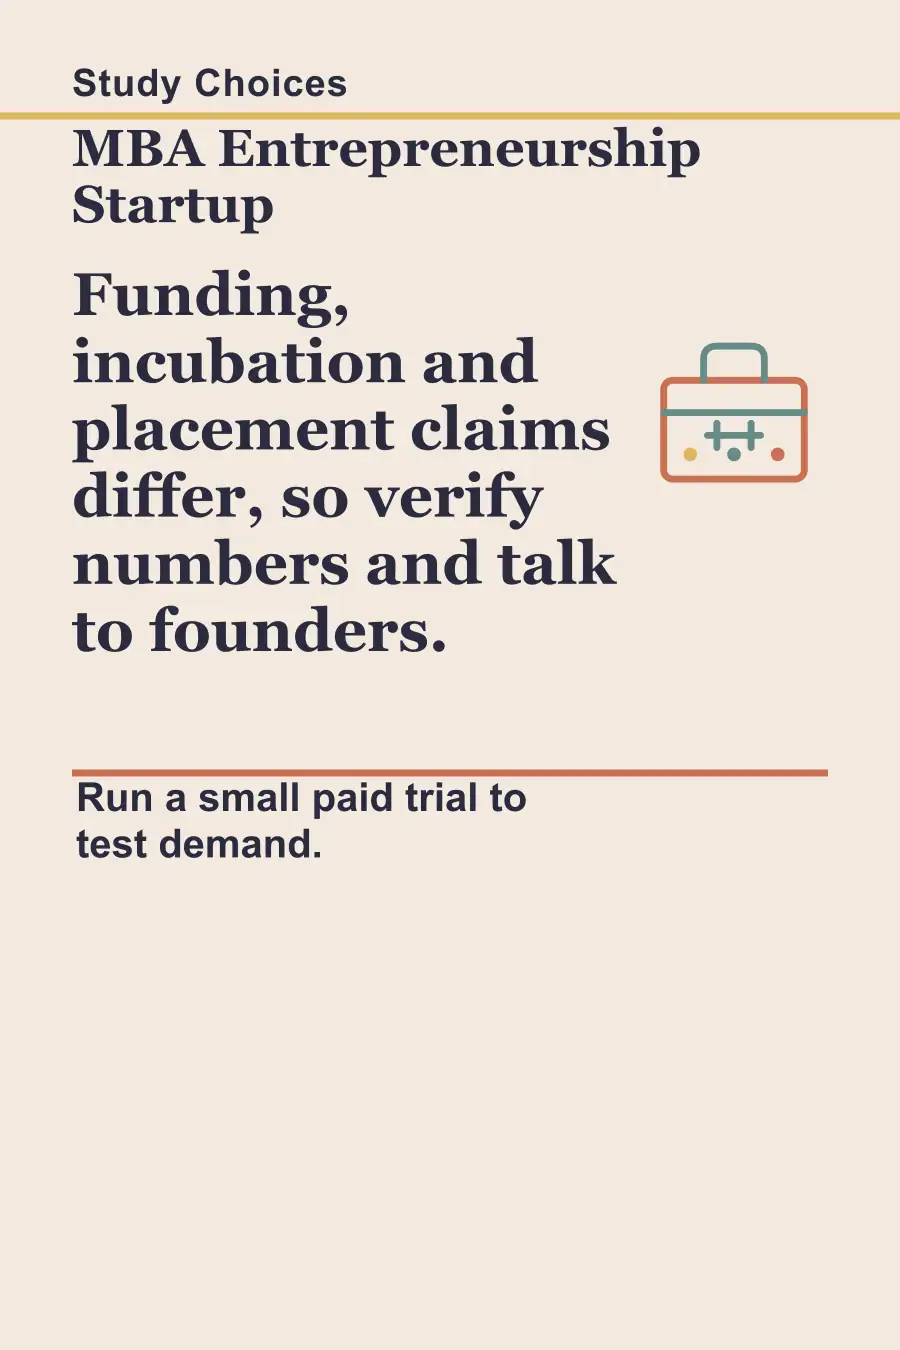 Study Choices
MBA Entrepreneurship
Startup
Funding,
incubation and
placement claims
differ, so verify
numbers and talk
to founders.
Run a small paid trial to
test demand.